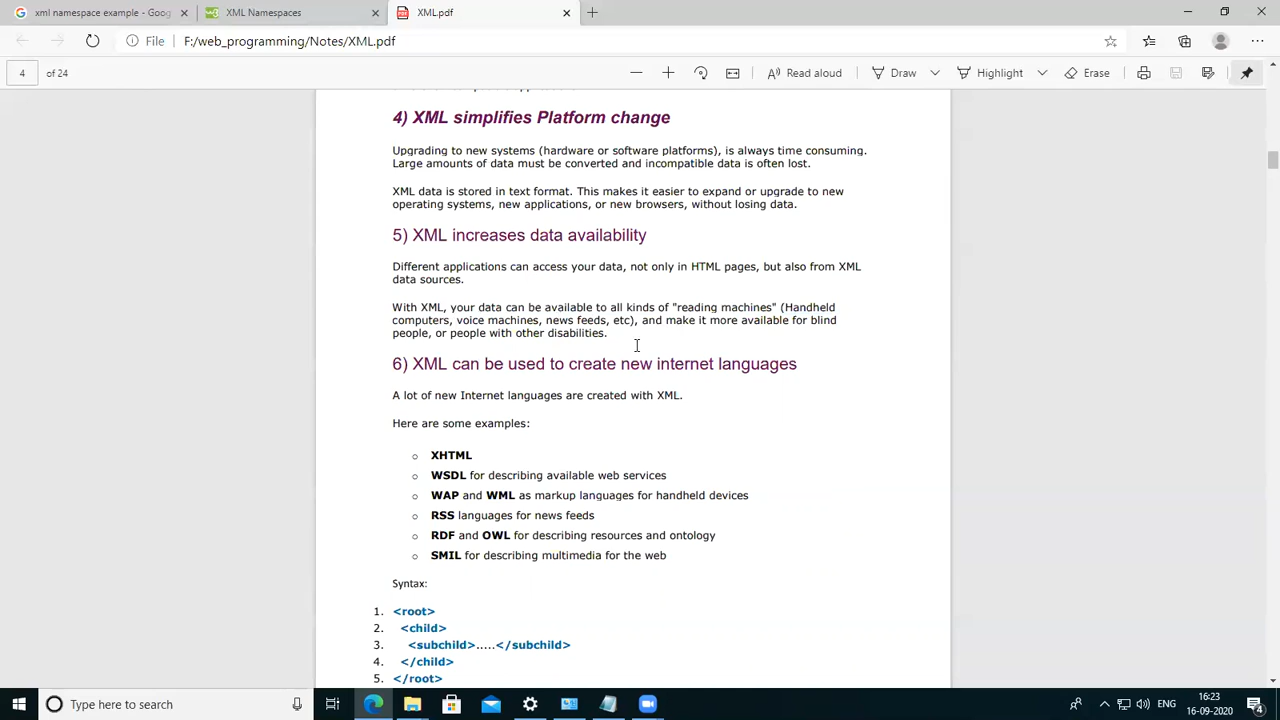 xml namespace example - Goog
XML Namespaces
XML.pdf
File
F:/web_programming/Notes/XML.pdf
4 of 24
Read aloud
Draw
Highlight
Erase
4) XML simplifies Platform change
Upgrading to new systems (hardware or software platforms), is always time consuming.
Large amounts of data must be converted and incompatible data is often lost.
XML data is stored in text format. This makes it easier to expand or upgrade to new
operating systems, new applications, or new browsers, without losing data.
5) XML increases data availability
Different applications can access your data, not only in HTML pages, but also from XML
data sources.
With XML, your data can be available to all kinds of "reading machines" (Handheld
computers, voice machines, news feeds, etc), and make it more available for blind
people, or people with other disabilities.
6) XML can be used to create new internet languages
A lot of new Internet languages are created with XML.
Here are some examples:
o XHTML
o WSDL for describing available web services
o WAP and WML as markup languages for handheld devices
o RSS languages for news feeds
o RDF and OWL for describing resources and ontology
o SMIL for describing multimedia for the web
Syntax:
1. <root>
2. <child>
3. <subchild>.....</subchild>
4. </child>
5. </root>
Type here to search
ENG
16:23
16-09-2020
4